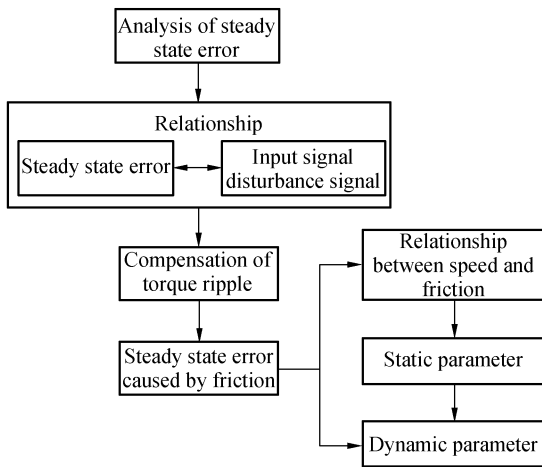 Analysis of steady
state error
Relationship
Steady state error
Input signal
disturbance signal
Compensation of
torque ripple
Steady state error
caused by friction
Relationship
between speed and
friction
Static parameter
Dynamic parameter